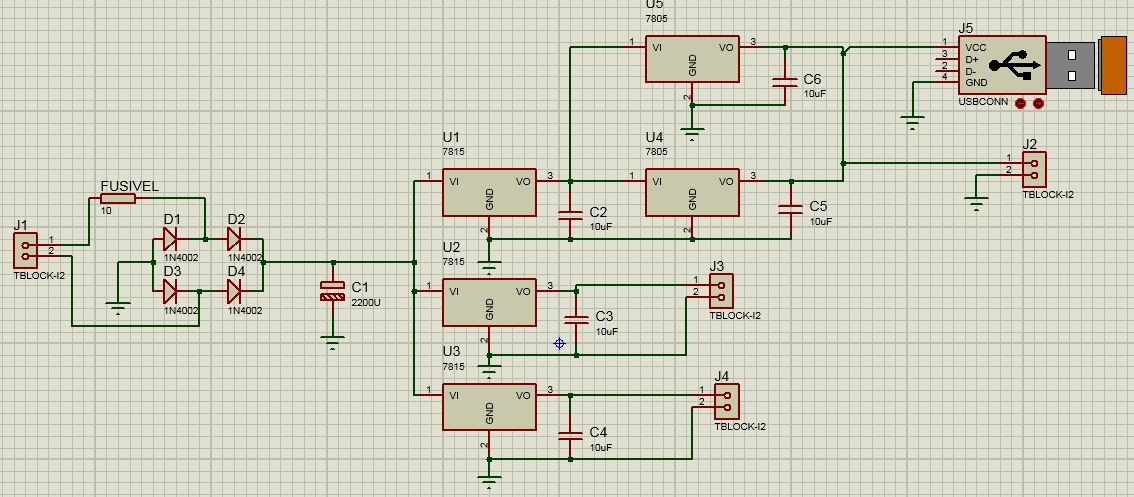 U5
7805
1 VI VO 3
GND
2
C6
10uF
J5
1 VCC
3 D+
2 D-
4 GND
USBCONN
U1
7815
1 VI VO 3
GND
2
C2
10uF
U4
7805
1 VI VO 3
GND
2
C5
10uF
J2
1
2
TBLOCK-I2
FUSIVEL
10
J1
1
2
TBLOCK-I2
D1
1N4002
D2
1N4002
D3
1N4002
D4
1N4002
C1
2200U
U2
7815
1 VI VO 3
GND
2
C3
10uF
J3
1
2
TBLOCK-I2
U3
7815
1 VI VO 3
GND
2
C4
10uF
J4
1
2
TBLOCK-I2